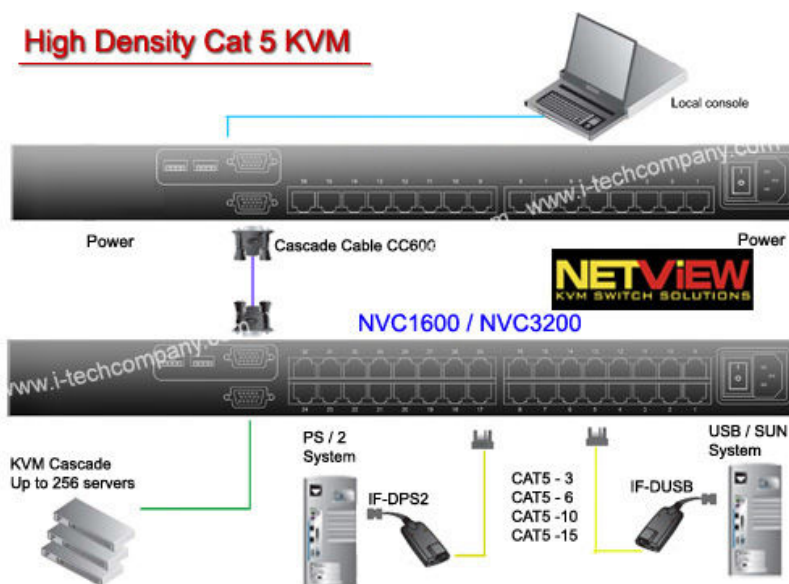 High Density Cat 5 KVM
Local console
www.i-techcompany.com
Power
Cascade Cable CC600
Power
NETViEW
KVM SWITCH SOLUTIONS
NVC1600 / NVC3200
www.i-techcompany.com
KVM Cascade
Up to 256 servers
PS / 2
System
IF-DPS2
CAT5 - 3
CAT5 - 6
CAT5 -10
CAT5 -15
IF-DUSB
USB / SUN
System